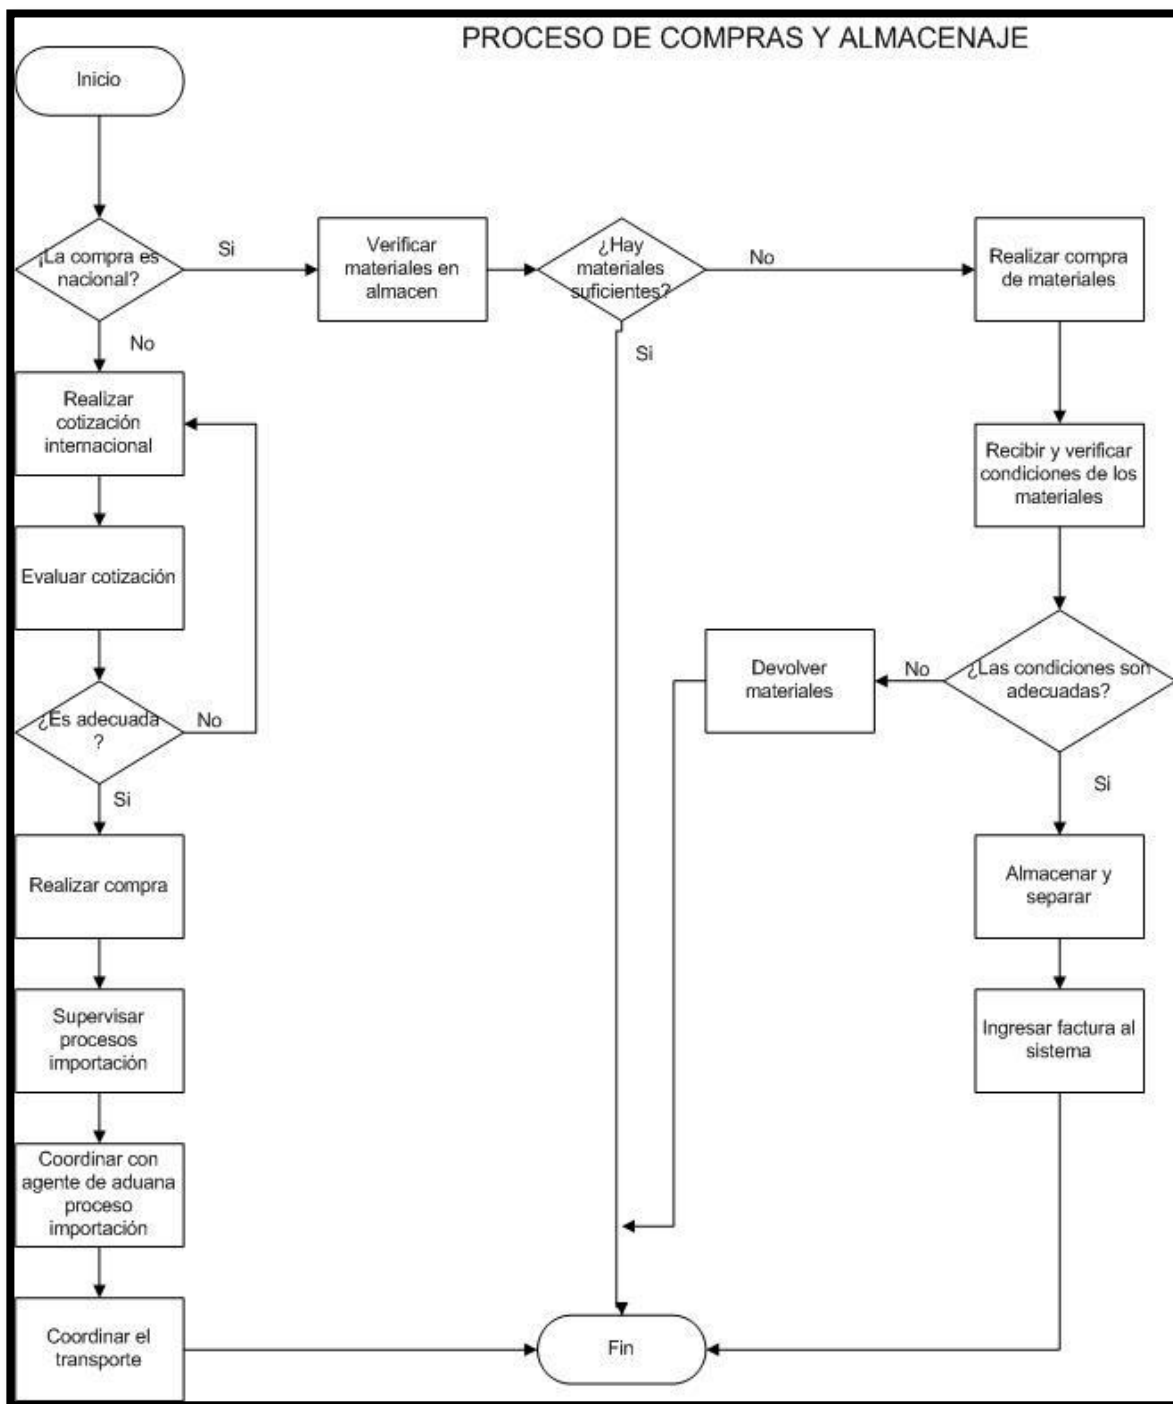 PROCESO DE COMPRAS Y ALMACENAJE
Inicio
¡La compra es
nacional?
Si
Verificar
materiales en
almacen
¿Hay
materiales
suficientes?
No
Realizar compra
de materiales
No
Si
Realizar
cotización
internacional
Recibir y verificar
condiciones de los
materiales
Evaluar cotización
Devolver
materiales
No
¿Las condiciones son
adecuadas?
¿Es adecuada
?
No
Si
Si
Realizar compra
Almacenar y
separar
Supervisar
procesos
importación
Ingresar factura al
sistema
Coordinar con
agente de aduana
proceso
importación
Coordinar el
transporte
Fin